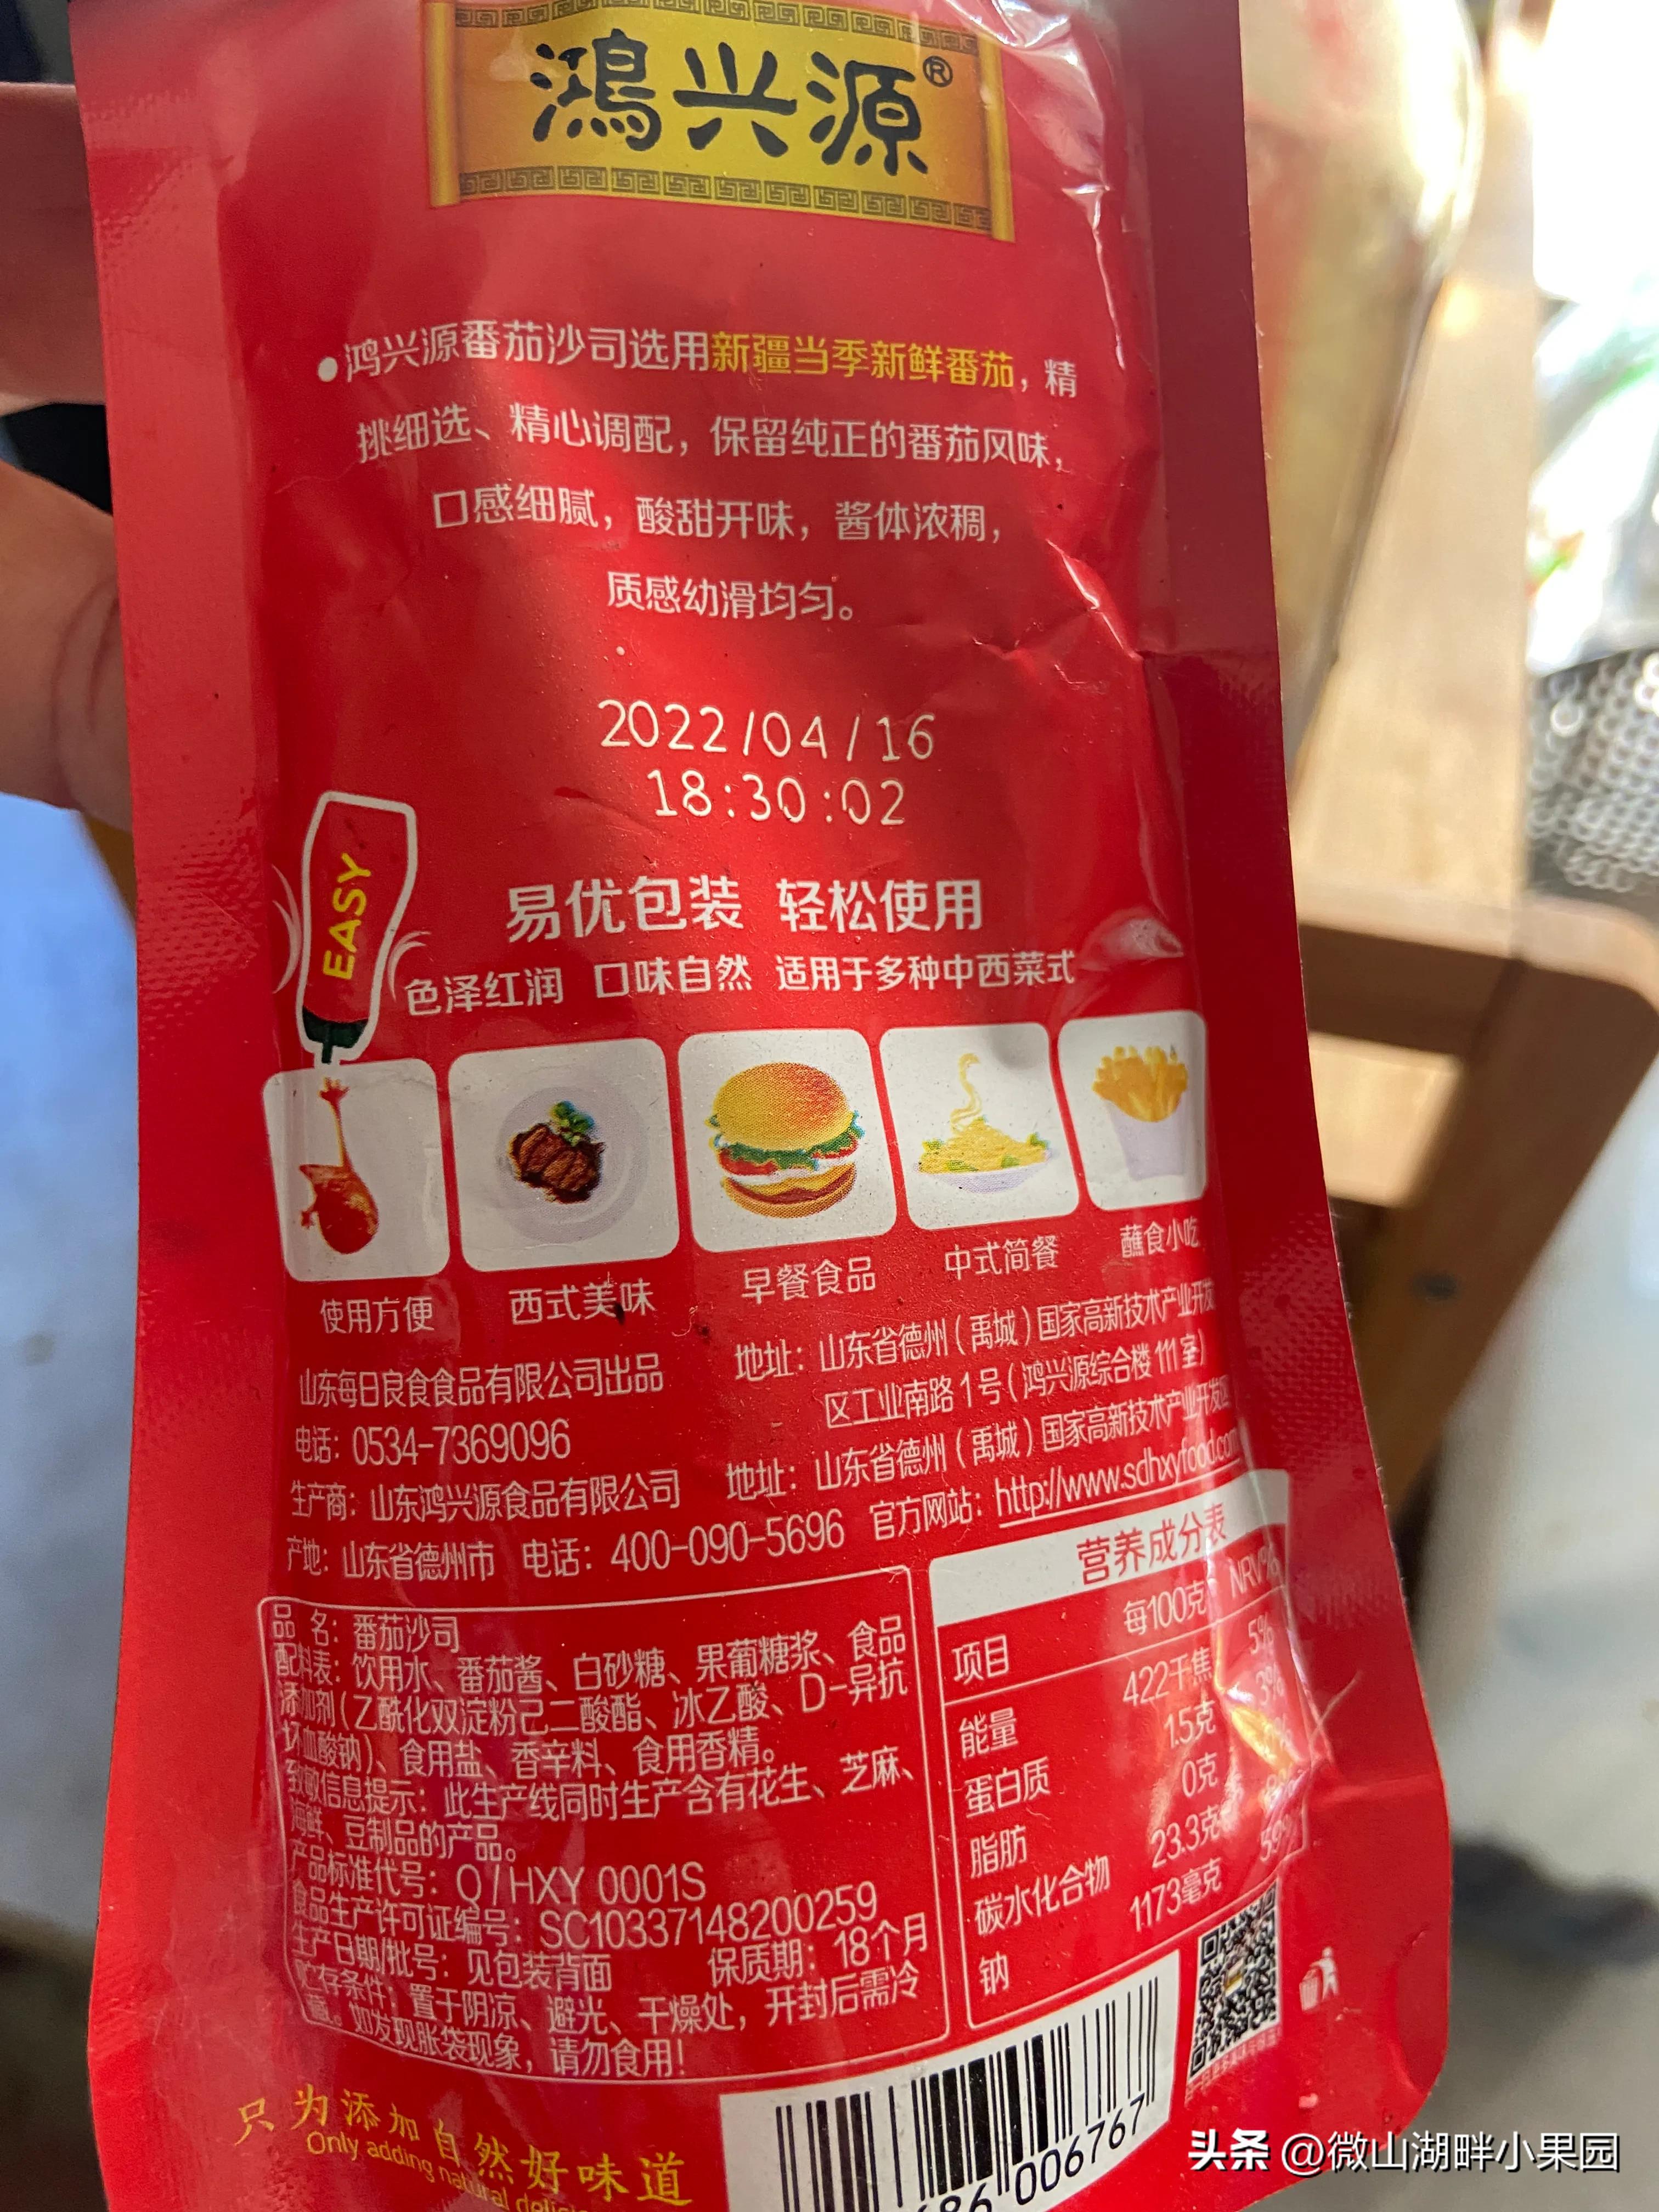 鴻兴源®
•鸿兴源番茄沙司选用新疆当季新鲜番茄，精
挑细选、精心调配，保留纯正的番茄风味，
口感细腻，酸甜开味，酱体浓稠，
质感幼滑均匀。
2022/04/16
18:30:02
EASY
易优包装 轻松使用
色泽红润 口味自然 适用于多种中西菜式
使用方便
西式美味
早餐食品
中式简餐
蘸食小吃
山东每日良食食品有限公司出品
电话：0534-7369096
地址：山东省德州（禹城）国家高新技术产业开发
区工业南路1号（鸿兴源综合楼111室）
生产商：山东鸿兴源食品有限公司
地址：山东省德州（禹城）国家高新技术产业开发区
产地：山东省德州市 电话：400-090-5696 官方网站：http://www.sdhxyfood.com
品 名：番茄沙司
配料表：饮用水、番茄酱、白砂糖、果葡糖浆、食品
添加剂（乙酰化双淀粉己二酸酯、冰乙酸、D-异抗
坏血酸钠）、食用盐、香辛料、食用香精。
致敏信息提示：此生产线同时生产含有花生、芝麻、
海鲜、豆制品的产品。
产品标准代号：Q/HXY 0001S
食品生产许可证编号：SC10337148200259
生产日期/批号：见包装背面 保质期：18个月
贮存条件：置于阴凉、避光、干燥处，开封后需冷
藏。如发现胀袋现象，请勿食用！
营养成分表
项目 每100克 NRV%
能量 422千焦 5%
蛋白质 1.5克 3%
脂肪 0克
碳水化合物 23.3克
钠 1173毫克
只为添加自然好味道
Only adding natural
006767
头条 @微山湖畔小果园